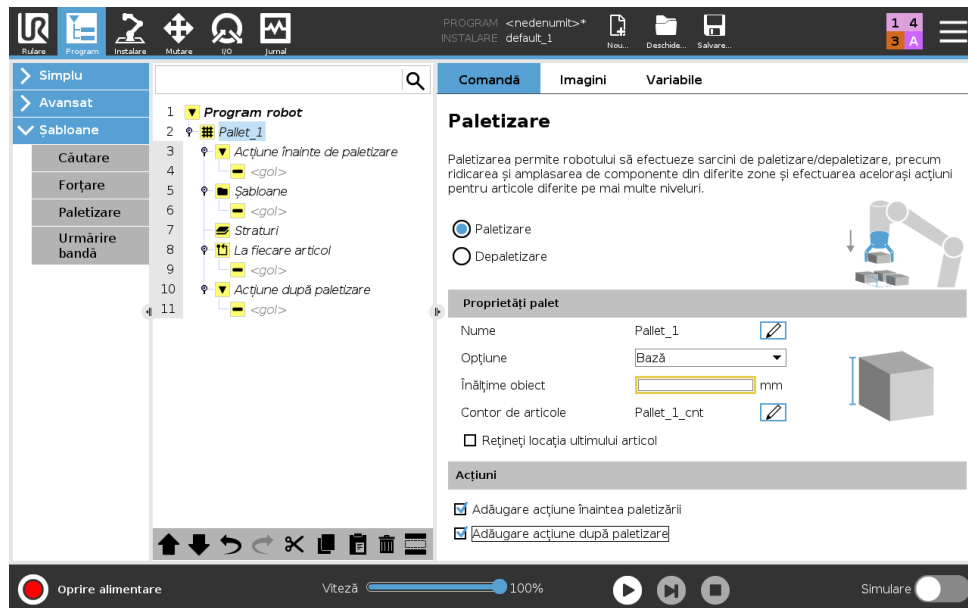 Rulare
Program
Instalare
Mutare
I/O
Jurnal
PROGRAM <nedenumit>*
INSTALARE default_1
Nou...
Deschide...
Salvare...
1 4
3 A
Simplu
Avansat
Șabloane
Căutare
Forțare
Paletizare
Urmărire
bandă
1 Program robot
2 Pallet_1
3 Acțiune înainte de paletizare
4 <gol>
5 Șabloane
6 <gol>
7 Straturi
8 La fiecare articol
9 <gol>
10 Acțiune după paletizare
11 <gol>
Comandă Imagini Variabile
Paletizare
Paletizarea permite robotului să efectueze sarcini de paletizare/depaletizare, precum
ridicarea și amplasarea de componente din diferite zone și efectuarea acelorași acțiuni
pentru articole diferite pe mai multe niveluri.
Paletizare
Depaletizare
Proprietăți palet
Nume Pallet_1
Opțiune Bază
Înălțime obiect mm
Contor de articole Pallet_1_cnt
Rețineți locația ultimului articol
Acțiuni
Adăugare acțiune înaintea paletizării
Adăugare acțiune după paletizare
Oprire alimentare
Viteză 100%
Simulare